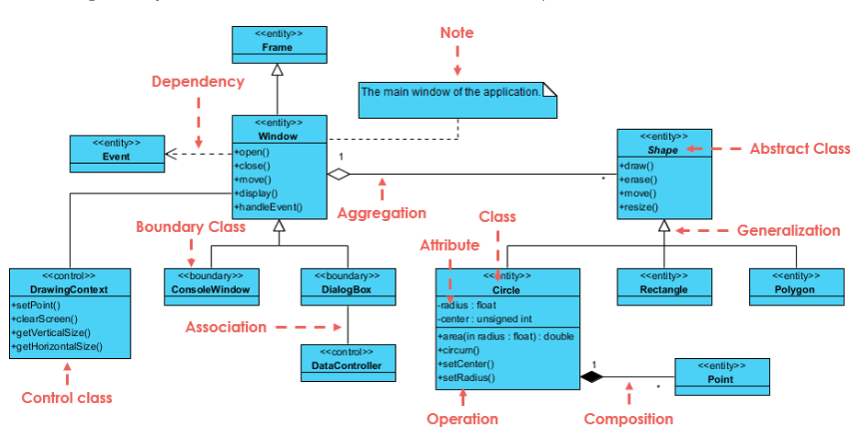 <<entity>>
Frame
Note
Dependency
The main window of the application.
<<entity>>
Window
+open()
+close()
+move()
+display()
+handleEvent()
<<entity>>
Event
1
*
Aggregation
<<entity>>
Shape
+draw()
+erase()
+move()
+resize()
Abstract Class
Boundary Class
Class
Attribute
Generalization
<<control>>
DrawingContext
+setPoint()
+clearScreen()
+getVerticalSize()
+getHorizontalSize()
<<boundary>>
ConsoleWindow
<<boundary>>
DialogBox
<<entity>>
Circle
-radius : float
-center : unsigned int
+area(in radius : float) : double
+circum()
+setCenter()
+setRadius()
<<entity>>
Rectangle
<<entity>>
Polygon
Association
<<control>>
DataController
1
*
<<entity>>
Point
Control class
Operation
Composition